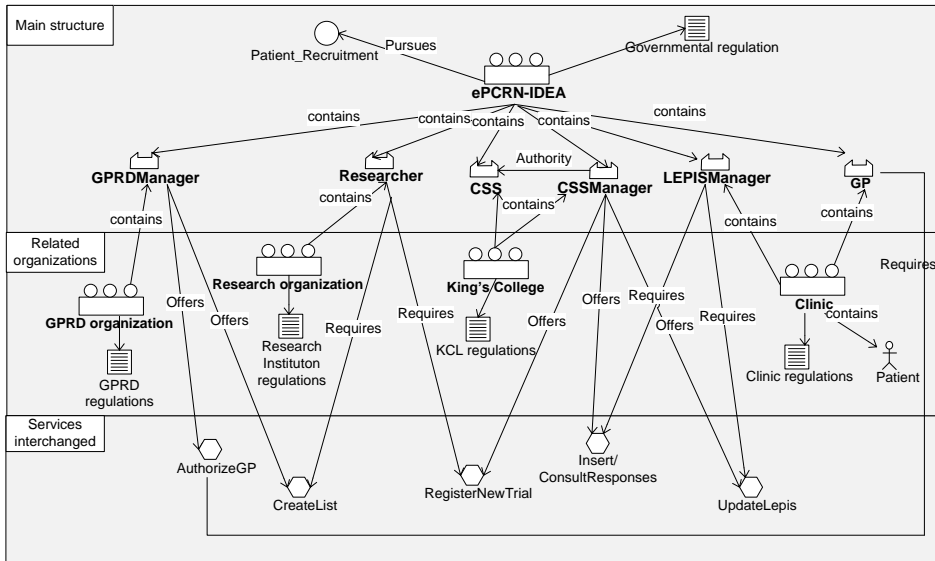 Main structure
Pursues
Patient_Recruitment
Governmental regulation
ePCRN-IDEA
contains
contains
contains
contains
contains
contains
Authority
GPRDManager
Researcher
CSS
CSSManager
LEPISManager
GP
contains
contains
contains
contains
contains
Related
organizations
Requires
Research organization
King's College
Clinic
GPRD organization
Offers
Offers
Requires
Requires
Offers
Offers
Requires
Offers
Requires
contains
Research
Instituton
regulations
KCL regulations
Clinic regulations
Patient
GPRD
regulations
Services
interchanged
AuthorizeGP
CreateList
RegisterNewTrial
Insert/
ConsultResponses
UpdateLepis